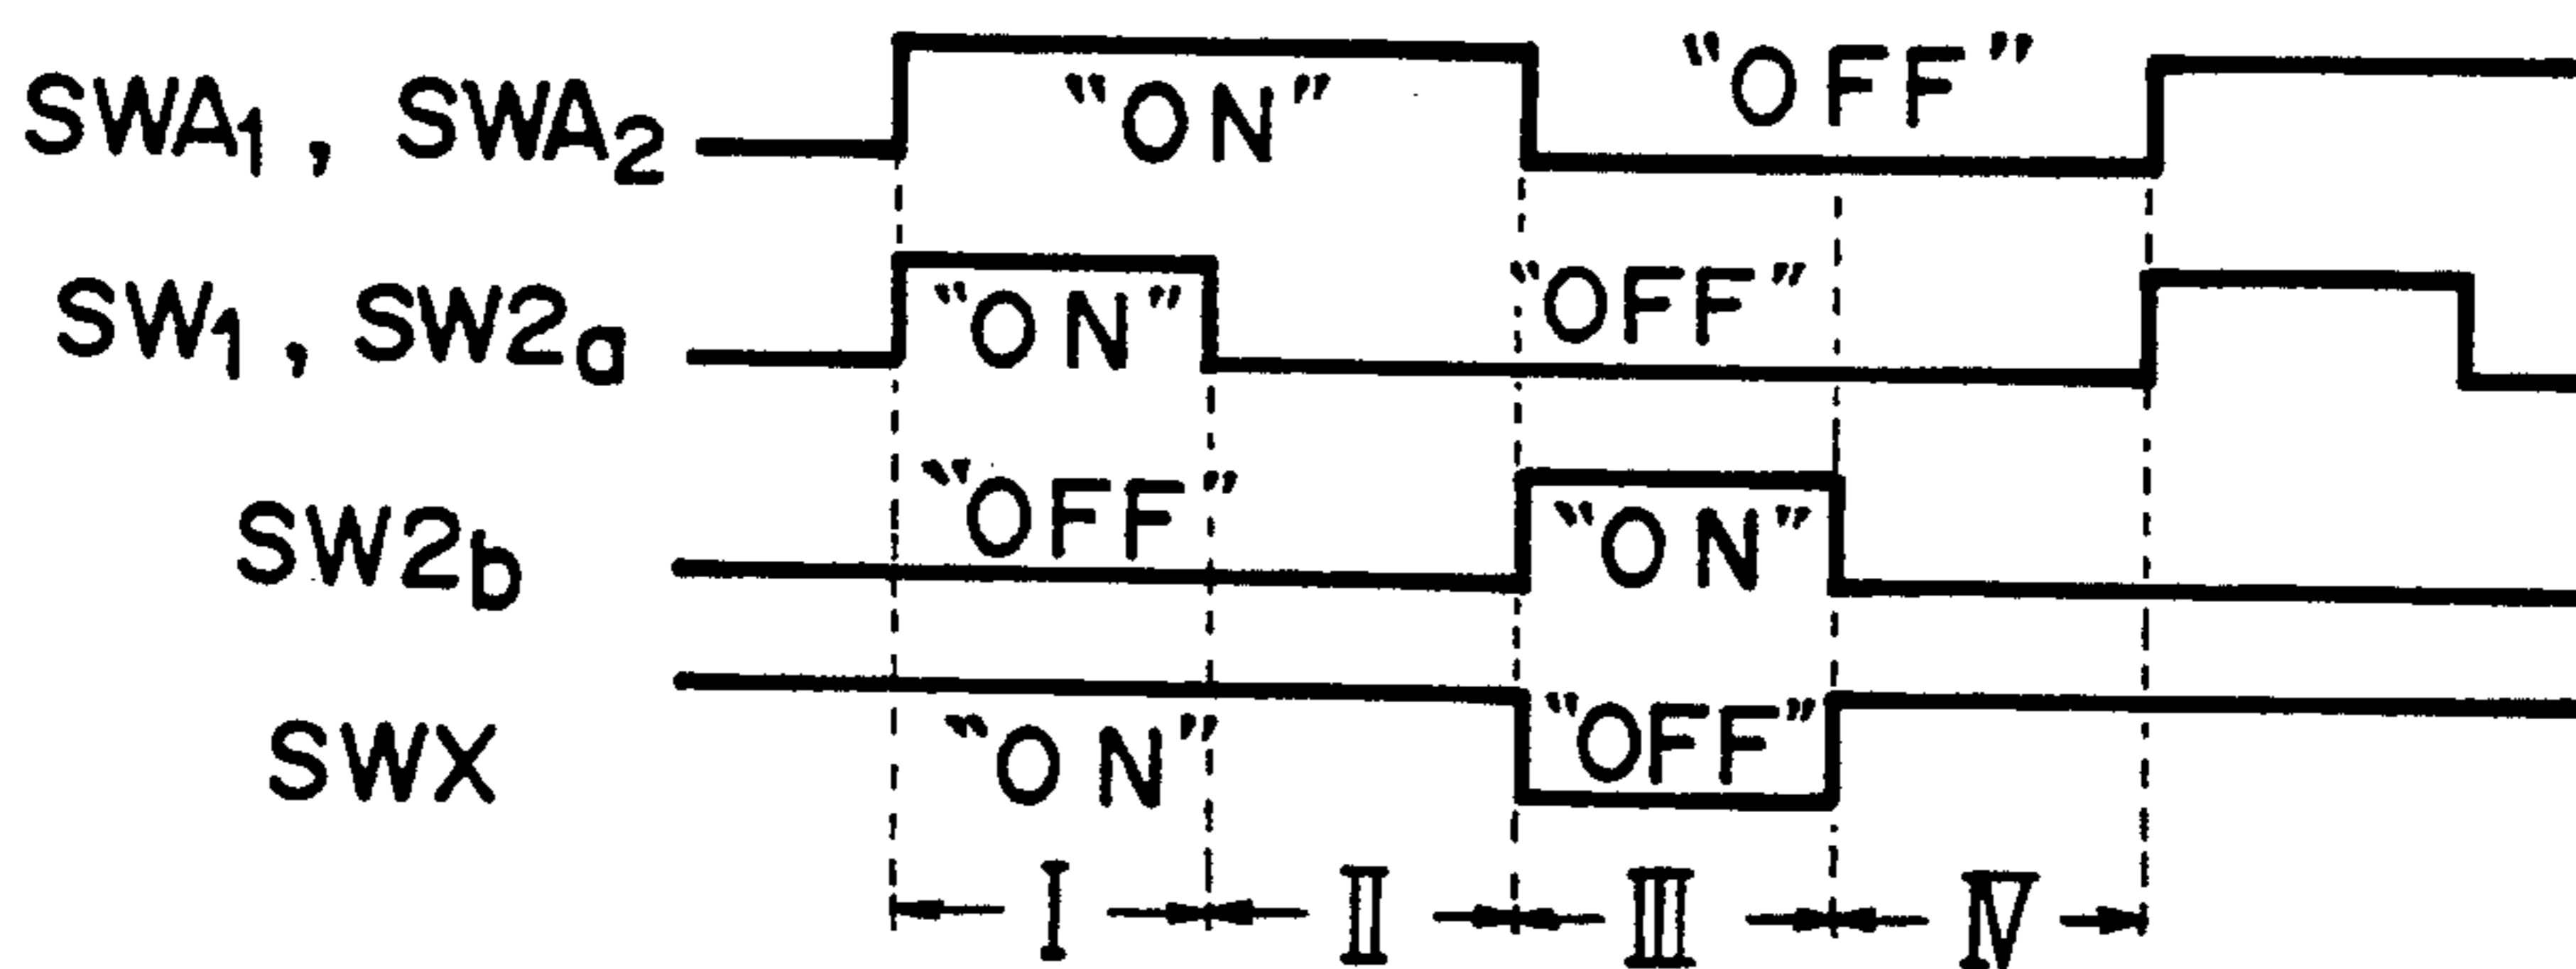 SWA1, SWA2 "ON" "OFF"
SW1, SW2a "ON" "OFF"
SW2b "OFF" "ON"
SWX "ON" "OFF"
I II III IV